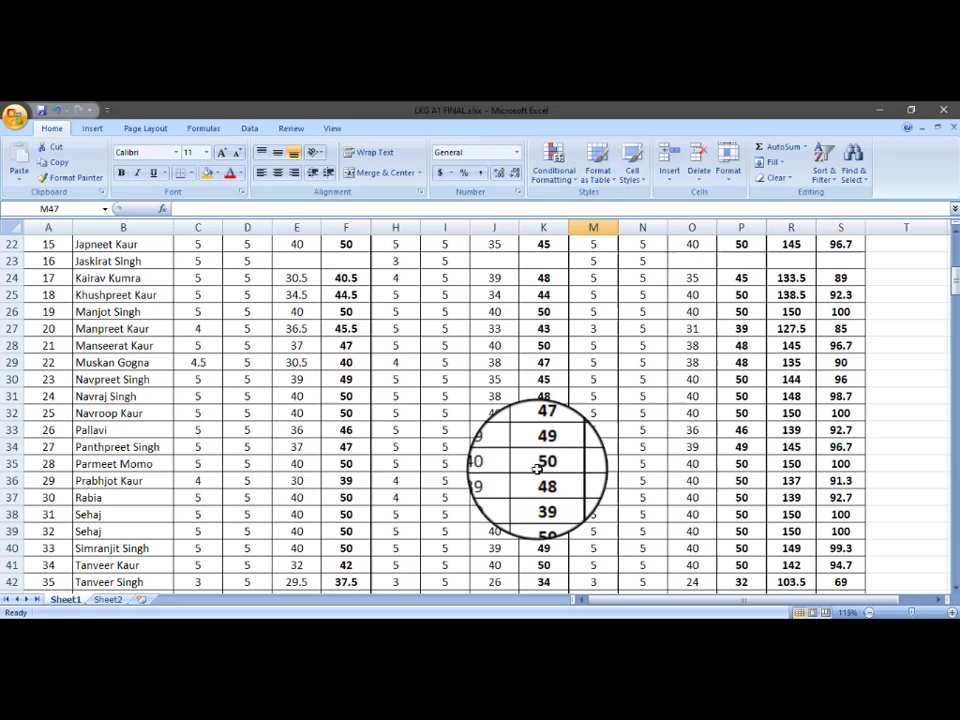 LKG A1 FINAL.xlsx - Microsoft Excel
Home Insert Page Layout Formulas Data Review View
Cut Calibri 11 Wrap Text General AutoSum
Copy Fill
Paste Format Painter B I U Merge & Center $ % , Conditional Formatting Format as Table Cell Styles Insert Delete Format Clear Sort & Filter Find & Select
Clipboard Font Alignment Number Styles Cells Editing
M47 fx
A B C D E F H I J K M N O P R S T
22 15 Japneet Kaur 5 5 40 50 5 5 35 45 5 5 40 50 145 96.7
23 16 Jaskirat Singh 5 5 3 5 5 5
24 17 Kairav Kumra 5 5 30.5 40.5 4 5 39 48 5 5 35 45 133.5 89
25 18 Khushpreet Kaur 5 5 34.5 44.5 5 5 34 44 5 5 40 50 138.5 92.3
26 19 Manjot Singh 5 5 40 50 5 5 40 50 5 5 40 50 150 100
27 20 Manpreet Kaur 4 5 36.5 45.5 5 5 33 43 3 5 31 39 127.5 85
28 21 Manseerat Kaur 5 5 37 47 5 5 40 50 5 5 38 48 145 96.7
29 22 Muskan Gogna 4.5 5 30.5 40 4 5 38 47 5 5 38 48 135 90
30 23 Navpreet Singh 5 5 39 49 5 5 35 45 5 5 40 50 144 96
31 24 Navraj Singh 5 5 40 50 5 5 38 48 5 5 40 50 148 98.7
32 25 Navroop Kaur 5 5 40 50 5 5 47 5 5 40 50 150 100
33 26 Pallavi 5 5 36 46 5 5 9 49 5 36 46 139 92.7
34 27 Panthpreet Singh 5 5 37 47 5 5 5 39 49 145 96.7
35 28 Parmeet Momo 5 5 40 50 5 5 40 50 5 40 50 150 100
36 29 Prabhjot Kaur 4 5 30 39 4 5 29 48 5 40 50 137 91.3
37 30 Rabia 5 5 40 50 4 5 5 40 50 139 92.7
38 31 Sehaj 5 5 40 50 5 5 39 5 5 40 50 150 100
39 32 Sehaj 5 5 40 50 5 5 40 50 5 5 40 50 150 100
40 33 Simranjit Singh 5 5 40 50 5 5 39 49 5 5 40 50 149 99.3
41 34 Tanveer Kaur 5 5 32 42 5 5 40 50 5 5 40 50 142 94.7
42 35 Tanveer Singh 3 5 29.5 37.5 3 5 26 34 3 5 24 32 103.5 69
Sheet1 Sheet2
Ready 115%